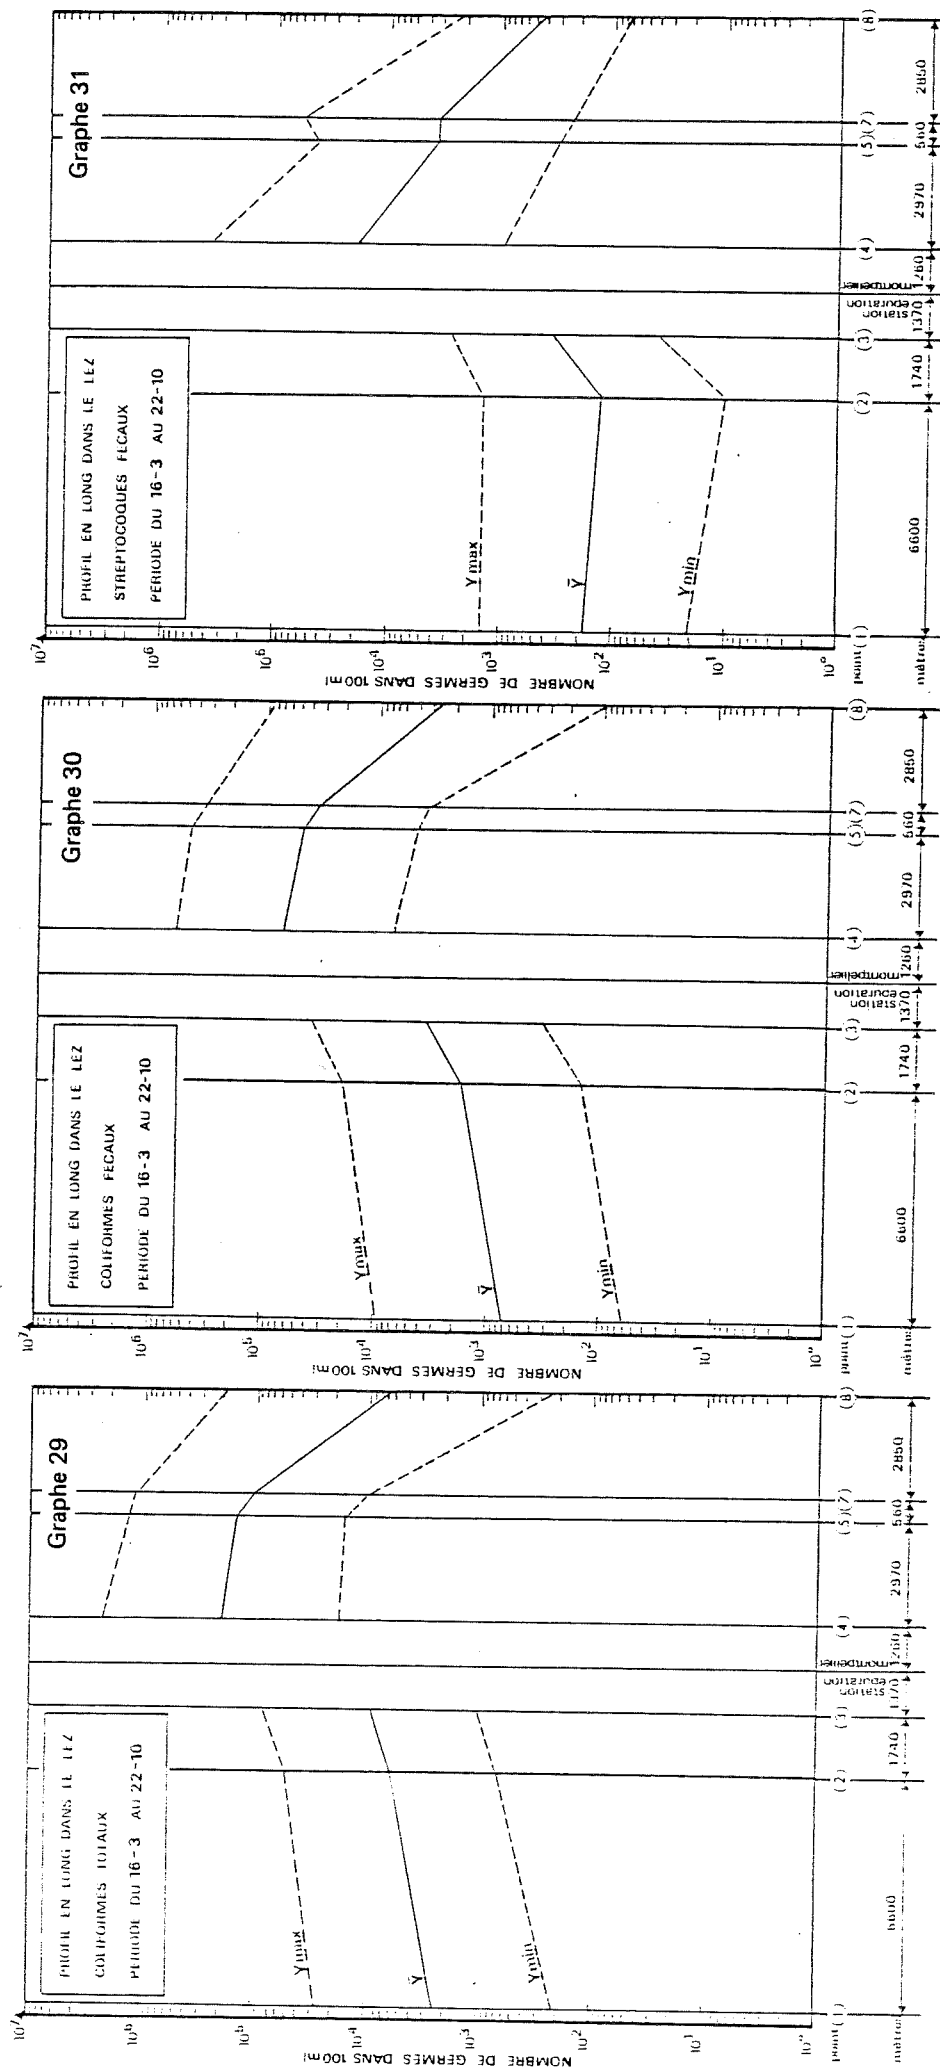 Graphe 29
PROFIL EN LONG DANS LE LEZ
COLIFORMES TOTAUX
PERIODE DU 16-3 AU 22-10
NOMBRE DE GERMES DANS 100ml
10⁷
10⁶
10⁵
10⁴
10³
10²
10¹
10⁰
Ymax
Ȳ
Ymin
station
épuration
montpellier
point (1) (2) (3) (4) (5)(7) (8)
mètres 6600 1740 1370 1260 2970 560 2850
Graphe 30
PROFIL EN LONG DANS LE LEZ
COLIFORMES FECAUX
PERIODE DU 16-3 AU 22-10
NOMBRE DE GERMES DANS 100ml
10⁷
10⁶
10⁵
10⁴
10³
10²
10¹
10⁰
Ymax
Ȳ
Ymin
station
épuration
montpellier
point (1) (2) (3) (4) (5)(7) (8)
mètres 6600 1740 1370 1260 2970 560 2850
Graphe 31
PROFIL EN LONG DANS LE LEZ
STREPTOCOQUES FECAUX
PERIODE DU 16-3 AU 22-10
NOMBRE DE GERMES DANS 100ml
10⁷
10⁶
10⁵
10⁴
10³
10²
10¹
10⁰
Ymax
Ȳ
Ymin
station
épuration
montpellier
point (1) (2) (3) (4) (5)(7) (8)
mètres 6600 1740 1370 1260 2970 560 2850